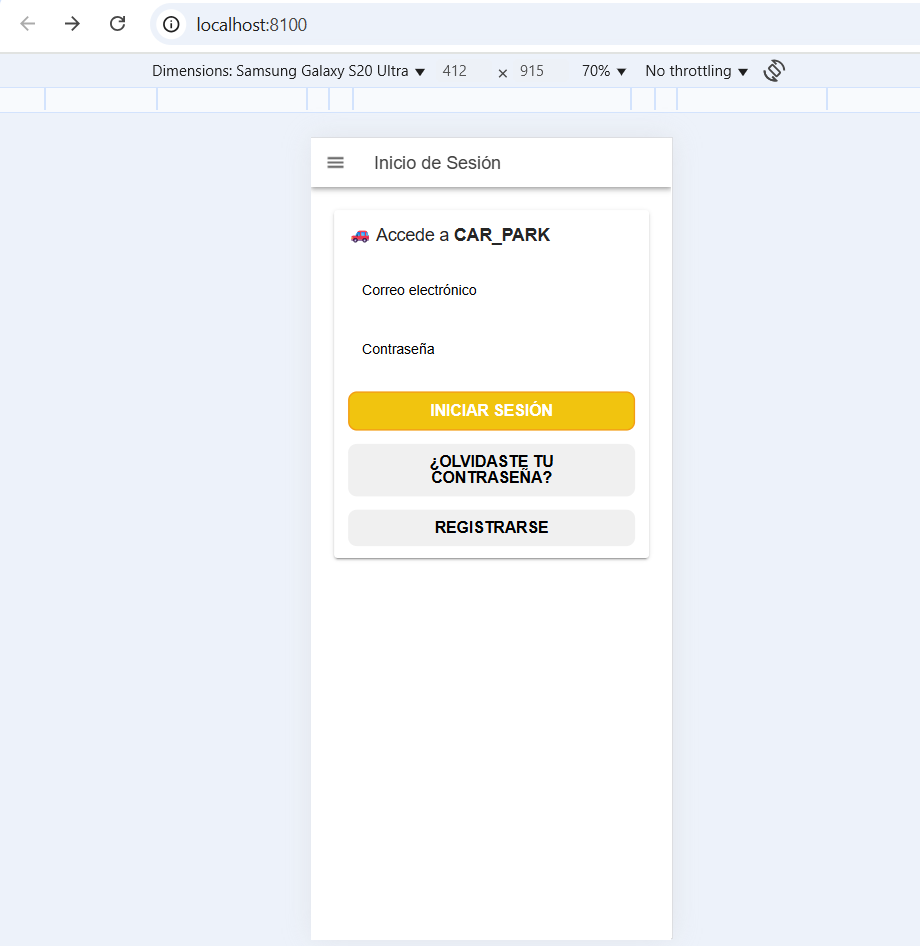 localhost:8100
Dimensions: Samsung Galaxy S20 Ultra 412 × 915 70% No throttling
Inicio de Sesión
Accede a CAR_PARK
Correo electrónico
Contraseña
INICIAR SESIÓN
¿OLVIDASTE TU
CONTRASEÑA?
REGISTRARSE